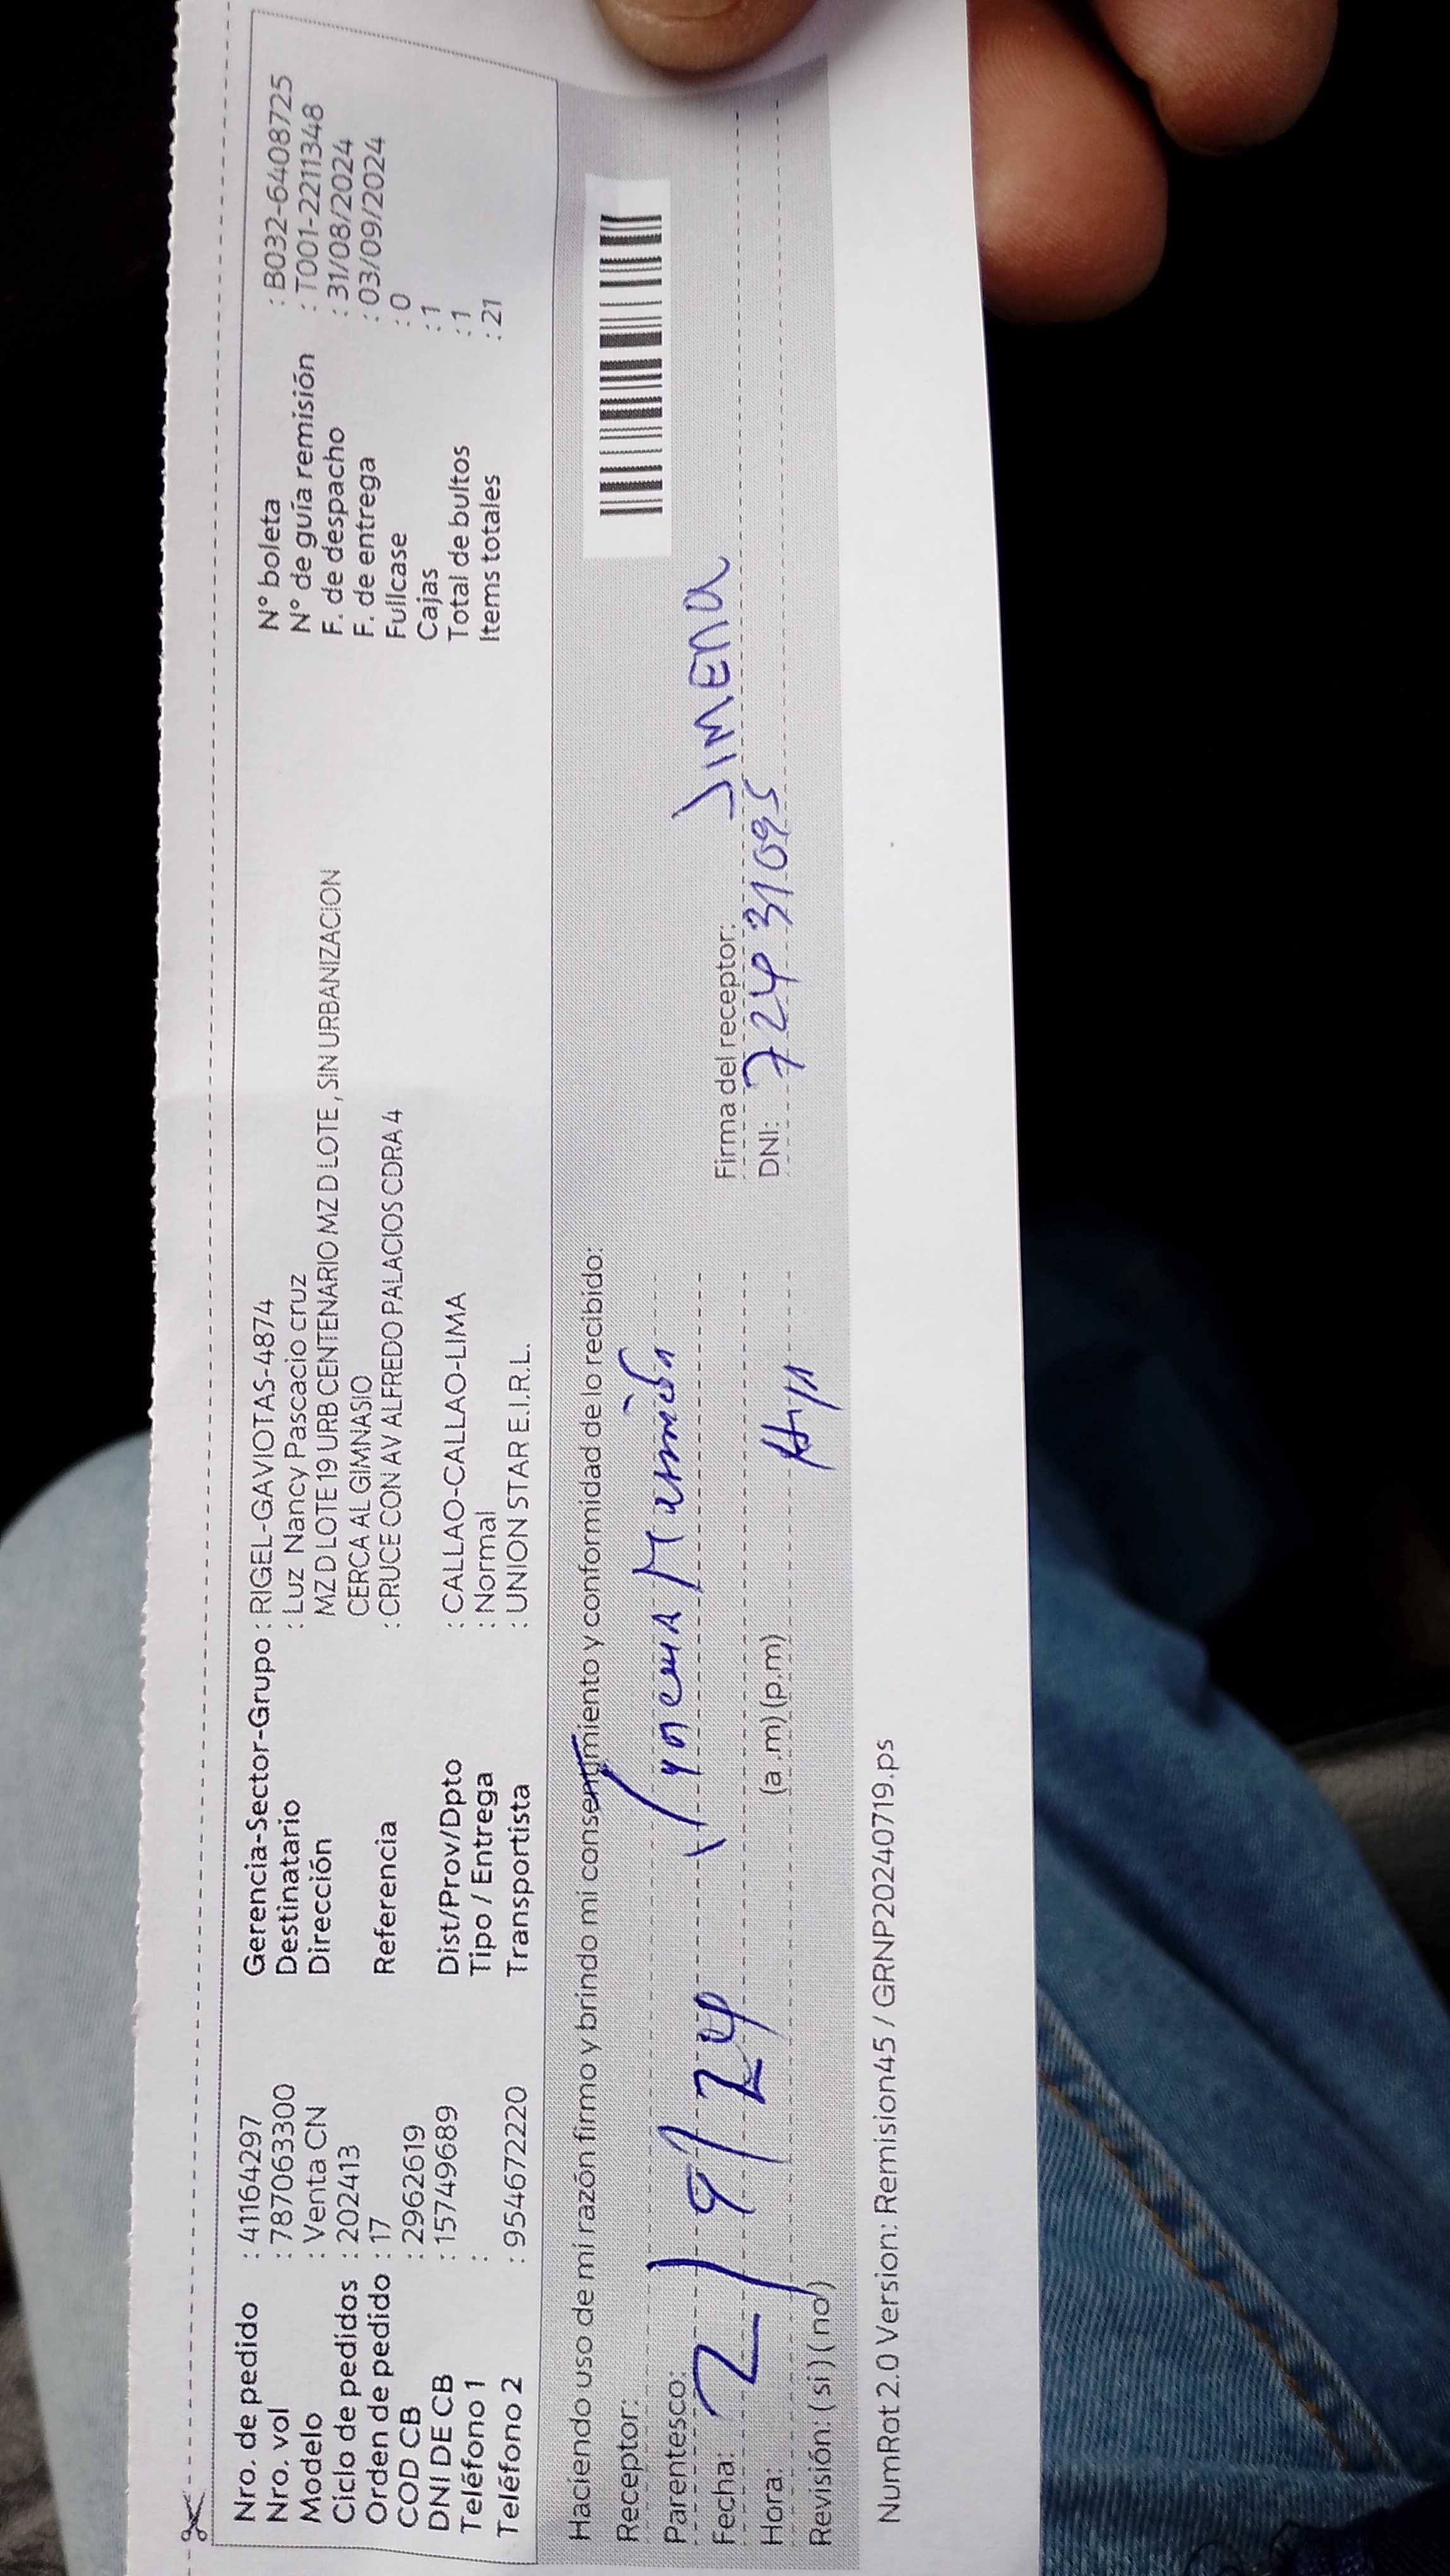 Nro. de pedido : 41164297
Nro. vol : 787063300
Modelo : Venta CN
Ciclo de pedidos : 202413
Orden de pedido : 17
COD CB : 2962619
DNI DE CB : 15749689
Teléfono 1 :
Teléfono 2 : 954672220
Gerencia-Sector-Grupo : RIGEL-GAVIOTAS-4874
Destinatario : Luz Nancy Pascacio cruz
Dirección MZ D LOTE 19 URB CENTENARIO MZ D LOTE , SIN URBANIZACION
CERCA AL GIMNASIO
Referencia : CRUCE CON AV ALFREDO PALACIOS CDRA 4
Dist/Prov/Dpto : CALLAO-CALLAO-LIMA
Tipo / Entrega : Normal
Transportista : UNION STAR E.I.R.L.
N° boleta : B032-6408725
N° de guía remisión : T001-2211348
F. de despacho : 31/08/2024
F. de entrega : 03/09/2024
Fullcase : 0
Cajas : 1
Total de bultos : 1
Items totales : 21
Haciendo uso de mi razón firmo y brindo mi consentimiento y conformidad de lo recibido:
Receptor:
Parentesco:
Fecha: 2/9/24
Hora: (a.m)(p.m)
Revisión: (si)(no)
Firma del receptor: JIMENA
DNI: 72431095
NumRot 2.0 Version: Remision45 / GRNP20240719.ps